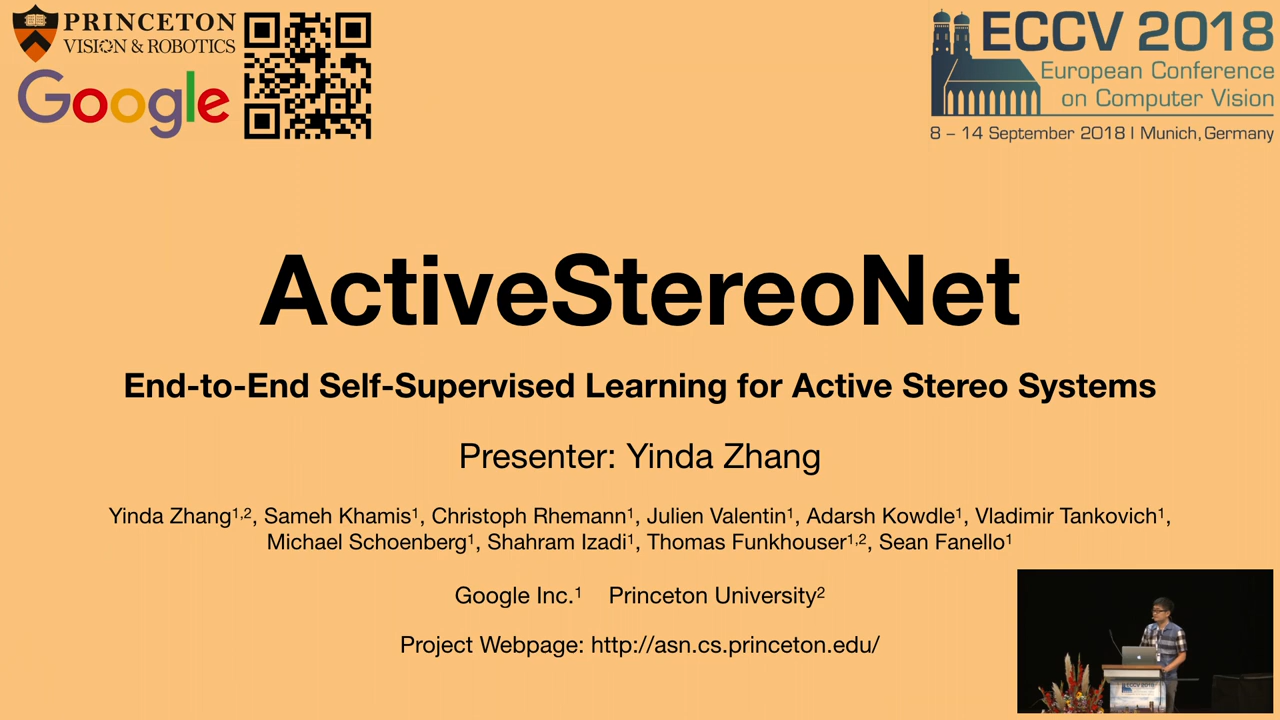 PRINCETON
VISION & ROBOTICS
Google
ECCV 2018
European Conference
on Computer Vision
8 – 14 September 2018 | Munich, Germany
ActiveStereoNet
End-to-End Self-Supervised Learning for Active Stereo Systems
Presenter: Yinda Zhang
Yinda Zhang1,2, Sameh Khamis1, Christoph Rhemann1, Julien Valentin1, Adarsh Kowdle1, Vladimir Tankovich1,
Michael Schoenberg1, Shahram Izadi1, Thomas Funkhouser1,2, Sean Fanello1
Google Inc.1 Princeton University2
Project Webpage: http://asn.cs.princeton.edu/
ECCV 2018